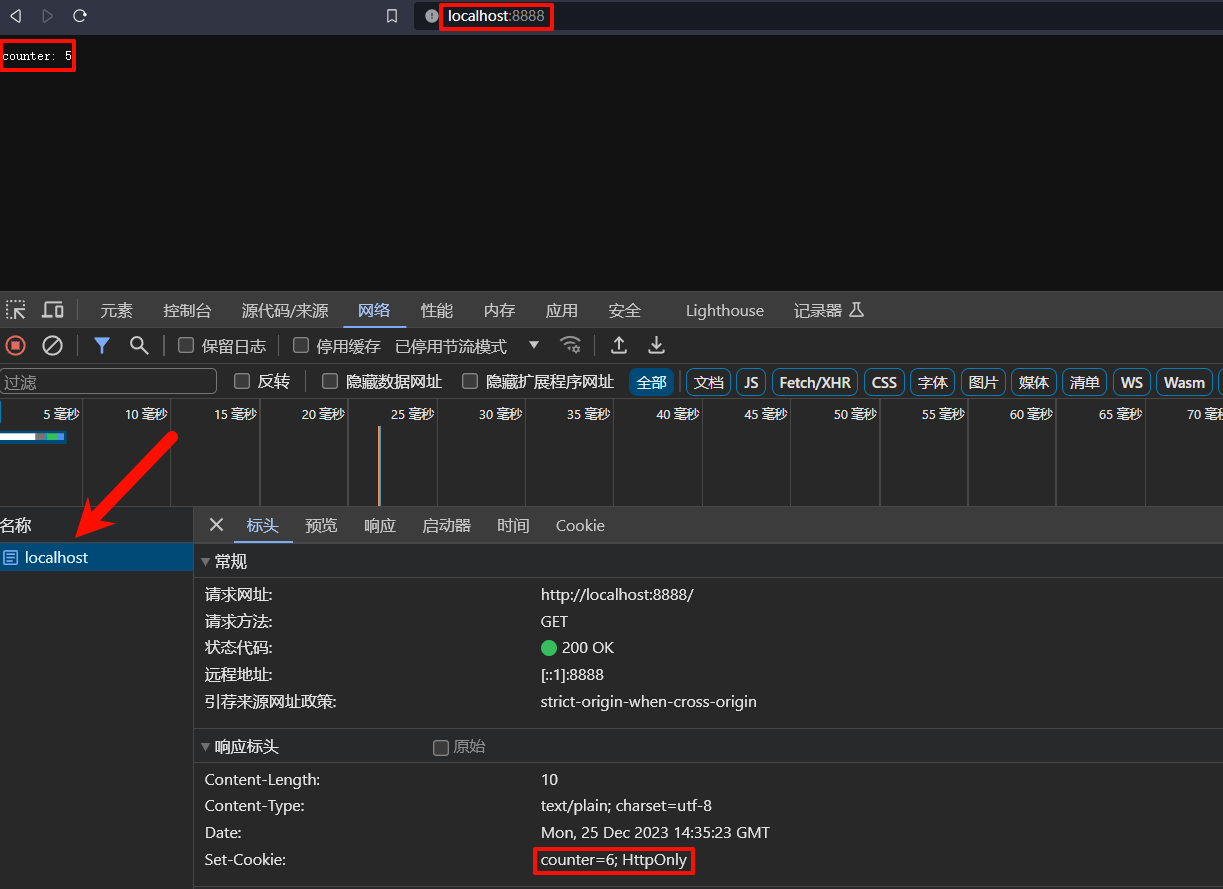 localhost:8888
counter: 5
元素 控制台 源代码/来源 网络 性能 内存 应用 安全 Lighthouse 记录器
保留日志 停用缓存 已停用节流模式
过滤 反转 隐藏数据网址 隐藏扩展程序网址 全部 文档 JS Fetch/XHR CSS 字体 图片 媒体 清单 WS Wasm
5 毫秒 10 毫秒 15 毫秒 20 毫秒 25 毫秒 30 毫秒 35 毫秒 40 毫秒 45 毫秒 50 毫秒 55 毫秒 60 毫秒 65 毫秒 70 毫秒
名称 标头 预览 响应 启动器 时间 Cookie
localhost
常规
请求网址: http://localhost:8888/
请求方法: GET
状态代码: 200 OK
远程地址: [::1]:8888
引荐来源网址政策: strict-origin-when-cross-origin
响应标头 原始
Content-Length: 10
Content-Type: text/plain; charset=utf-8
Date: Mon, 25 Dec 2023 14:35:23 GMT
Set-Cookie: counter=6; HttpOnly